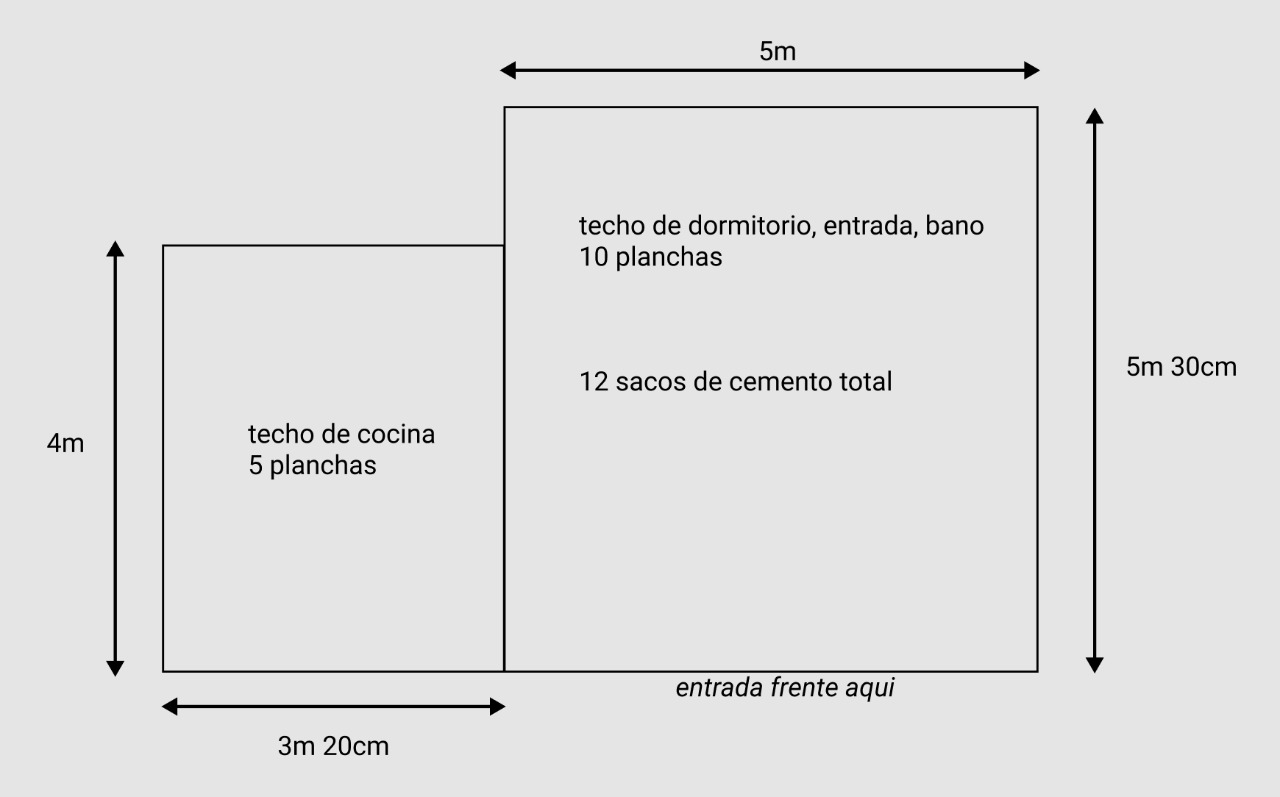 5m
techo de dormitorio, entrada, bano
10 planchas
5m 30cm
12 sacos de cemento total
techo de cocina
5 planchas
4m
entrada frente aqui
3m 20cm